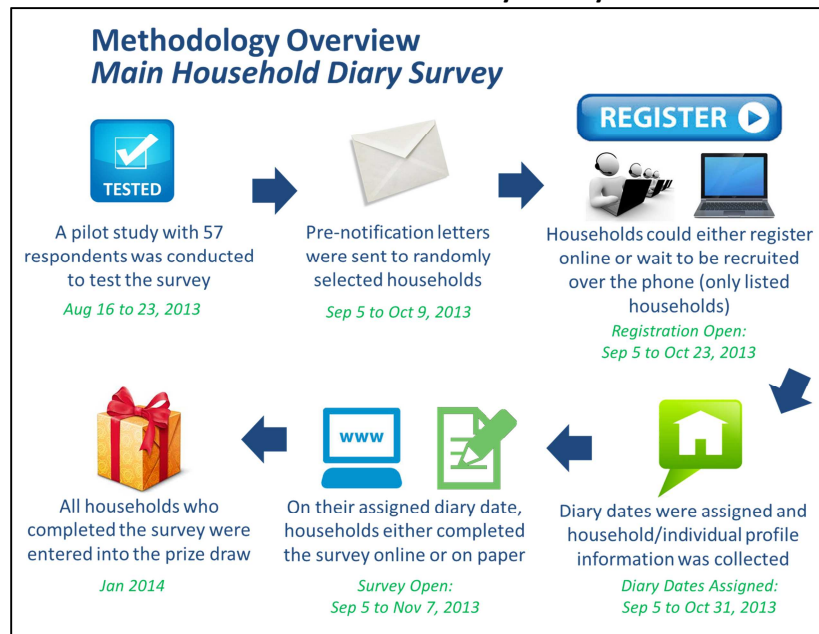 Methodology Overview
Main Household Diary Survey
TESTED
A pilot study with 57
respondents was conducted
to test the survey
Aug 16 to 23, 2013
Pre-notification letters
were sent to randomly
selected households
Sep 5 to Oct 9, 2013
REGISTER
Households could either register
online or wait to be recruited
over the phone (only listed
households)
Registration Open:
Sep 5 to Oct 23, 2013
Diary dates were assigned and
household/individual profile
information was collected
Diary Dates Assigned:
Sep 5 to Oct 31, 2013
www
On their assigned diary date,
households either completed
the survey online or on paper
Survey Open:
Sep 5 to Nov 7, 2013
All households who
completed the survey were
entered into the prize draw
Jan 2014